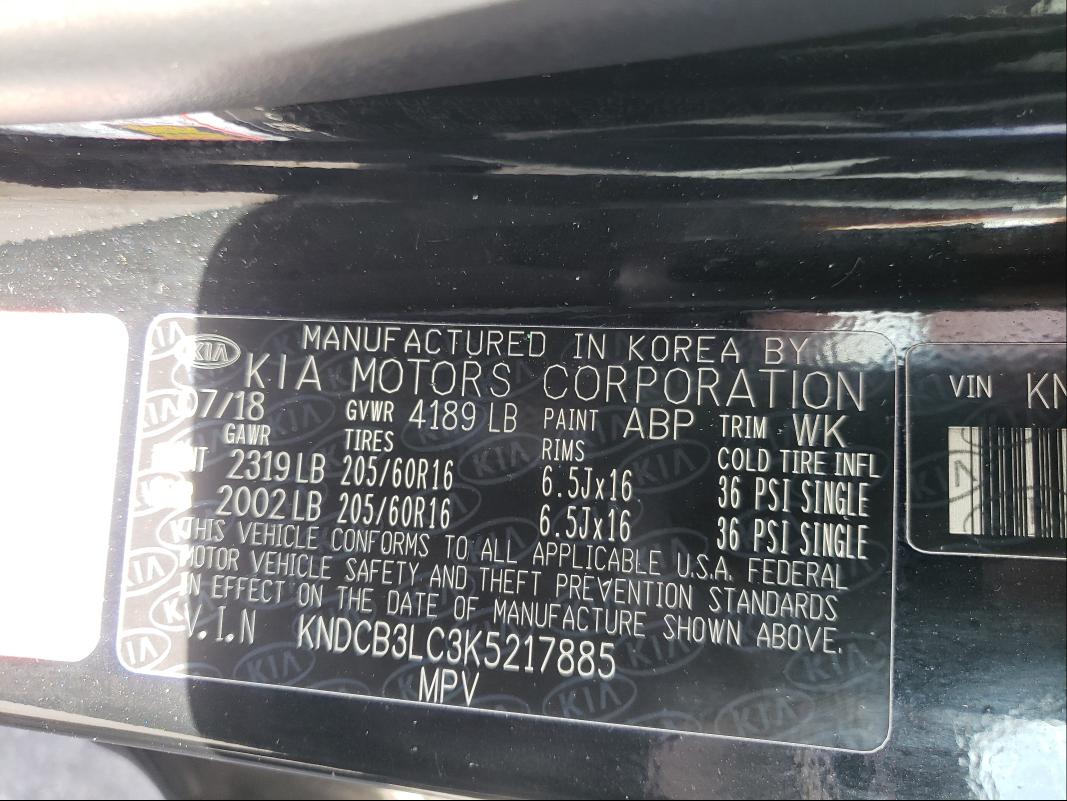 MANUFACTURED IN KOREA BY
KIA KIA MOTORS CORPORATION
07/18 GVWR 4189 LB PAINT ABP TRIM WK
GAWR TIRES RIMS COLD TIRE INFL
2319 LB 205/60R16 6.5Jx16 36 PSI SINGLE
2002 LB 205/60R16 6.5Jx16 36 PSI SINGLE
THIS VEHICLE CONFORMS TO ALL APPLICABLE U.S.A. FEDERAL
MOTOR VEHICLE SAFETY AND THEFT PREVENTION STANDARDS
IN EFFECT ON THE DATE OF MANUFACTURE SHOWN ABOVE.
V.I.N KNDCB3LC3K5217885
MPV
VIN KN